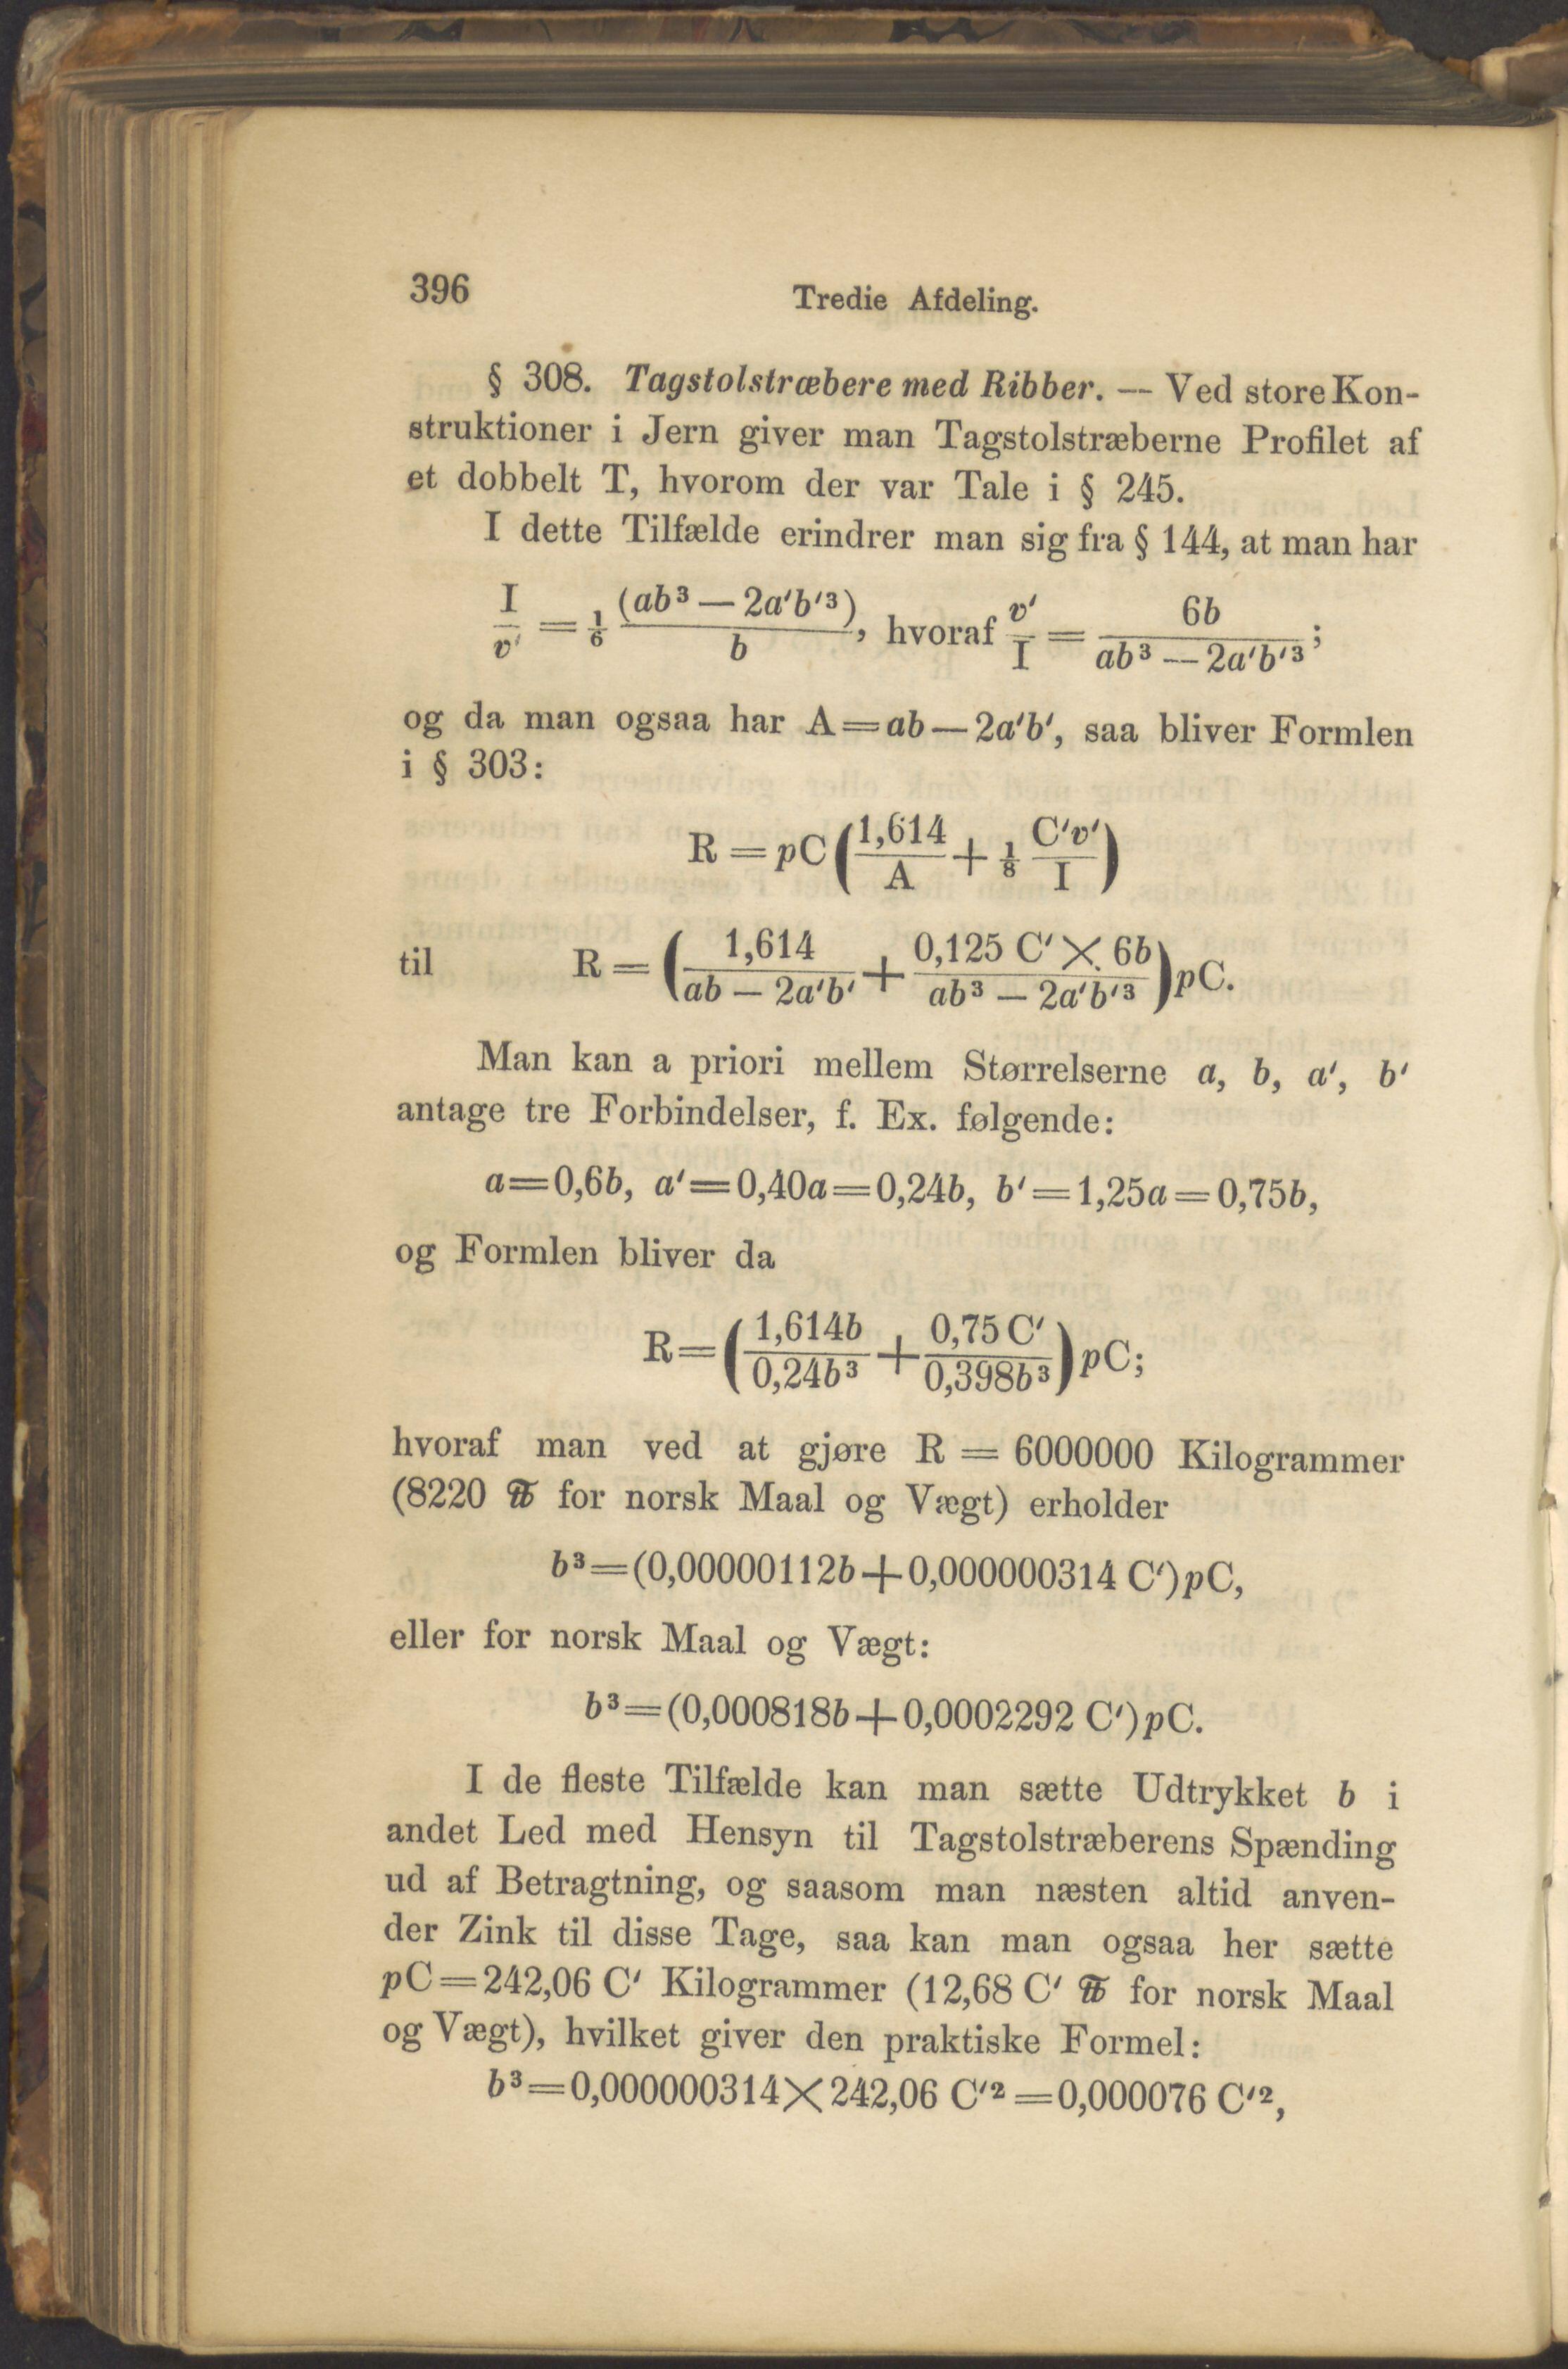 396
Tredie Afdeling.
§ 308. Tagstolstræbere med Ribber. — Ved store Kon-
struktioner i Jern giver man Tagstolstræberne Profilet af
et dobbelt T, hvorom der var Tale i § 245.
I dette Tilfælde erindrer man sig fra § 144, at man har
I/v′ = 1/6 (ab³ — 2a′b′³)/b, hvoraf v′/I = 6b/(ab³ — 2a′b′³);
og da man ogsaa har A = ab — 2a′b′, saa bliver Formlen
i § 303:
R = pC (1,614/A + 1/8 C′v′/I)
til R = (1,614/(ab — 2a′b′) + 0,125 C′ × 6b/(ab³ — 2a′b′³)) pC.
Man kan a priori mellem Størrelserne a, b, a′, b′
antage tre Forbindelser, f. Ex. følgende:
a = 0,6b, a′ = 0,40a = 0,24b, b′ = 1,25a = 0,75b,
og Formlen bliver da
R = (1,614b/0,24b³ + 0,75 C′/0,398b³) pC;
hvoraf man ved at gjøre R = 6000000 Kilogrammer
(8220 ℔ for norsk Maal og Vægt) erholder
b³ = (0,00000112b + 0,000000314 C′) pC,
eller for norsk Maal og Vægt:
b³ = (0,000818b + 0,0002292 C′) pC.
I de fleste Tilfælde kan man sætte Udtrykket b i
andet Led med Hensyn til Tagstolstræberens Spænding
ud af Betragtning, og saasom man næsten altid anven-
der Zink til disse Tage, saa kan man ogsaa her sætte
pC = 242,06 C′ Kilogrammer (12,68 C′ ℔ for norsk Maal
og Vægt), hvilket giver den praktiske Formel:
b³ = 0,000000314 × 242,06 C′² = 0,000076 C′²,